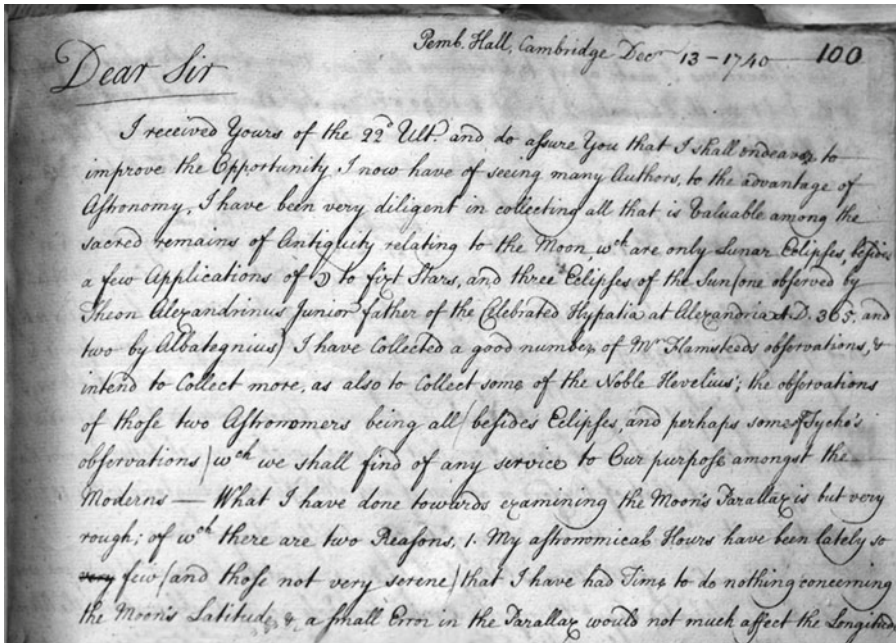 Pemb. Hall, Cambridge Decr 13 - 1740 100
Dear Sir
I received Yours of the 22d Ult. and do assure You that I shall endeavor to
improve the Opportunity I now have of seeing many Authors, to the advantage of
Astronomy, I have been very diligent in collecting all that is Valuable among the
sacred remains of Antiquity relating to the Moon, wch are only Lunar Eclipses, besides
a few Applications of ☽ to fixt Stars, and three Eclipses of the Sun (one observed by
Theon Alexandrinus Junior father of the Celebrated Hypatia at Alexandria A.D. 365. and
two by Albategnius) I have Collected a good number of Mr Flamsteeds observations, &
intend to Collect more, as also to Collect some of the Noble Hevelius'; the observations
of those two Astronomers being all (besides Eclipses, and perhaps some of Tycho's
observations) wch we shall find of any service to Our purpose amongst the
Moderns — What I have done towards examining the Moon's Parallax is but very
rough; of wch there are two Reasons, 1. My astronomical Hours have been lately so
very few (and those not very serene) that I have had Time to do nothing concerning
the Moon's Latitude & a small Error in the Parallax would not much affect the Longitude